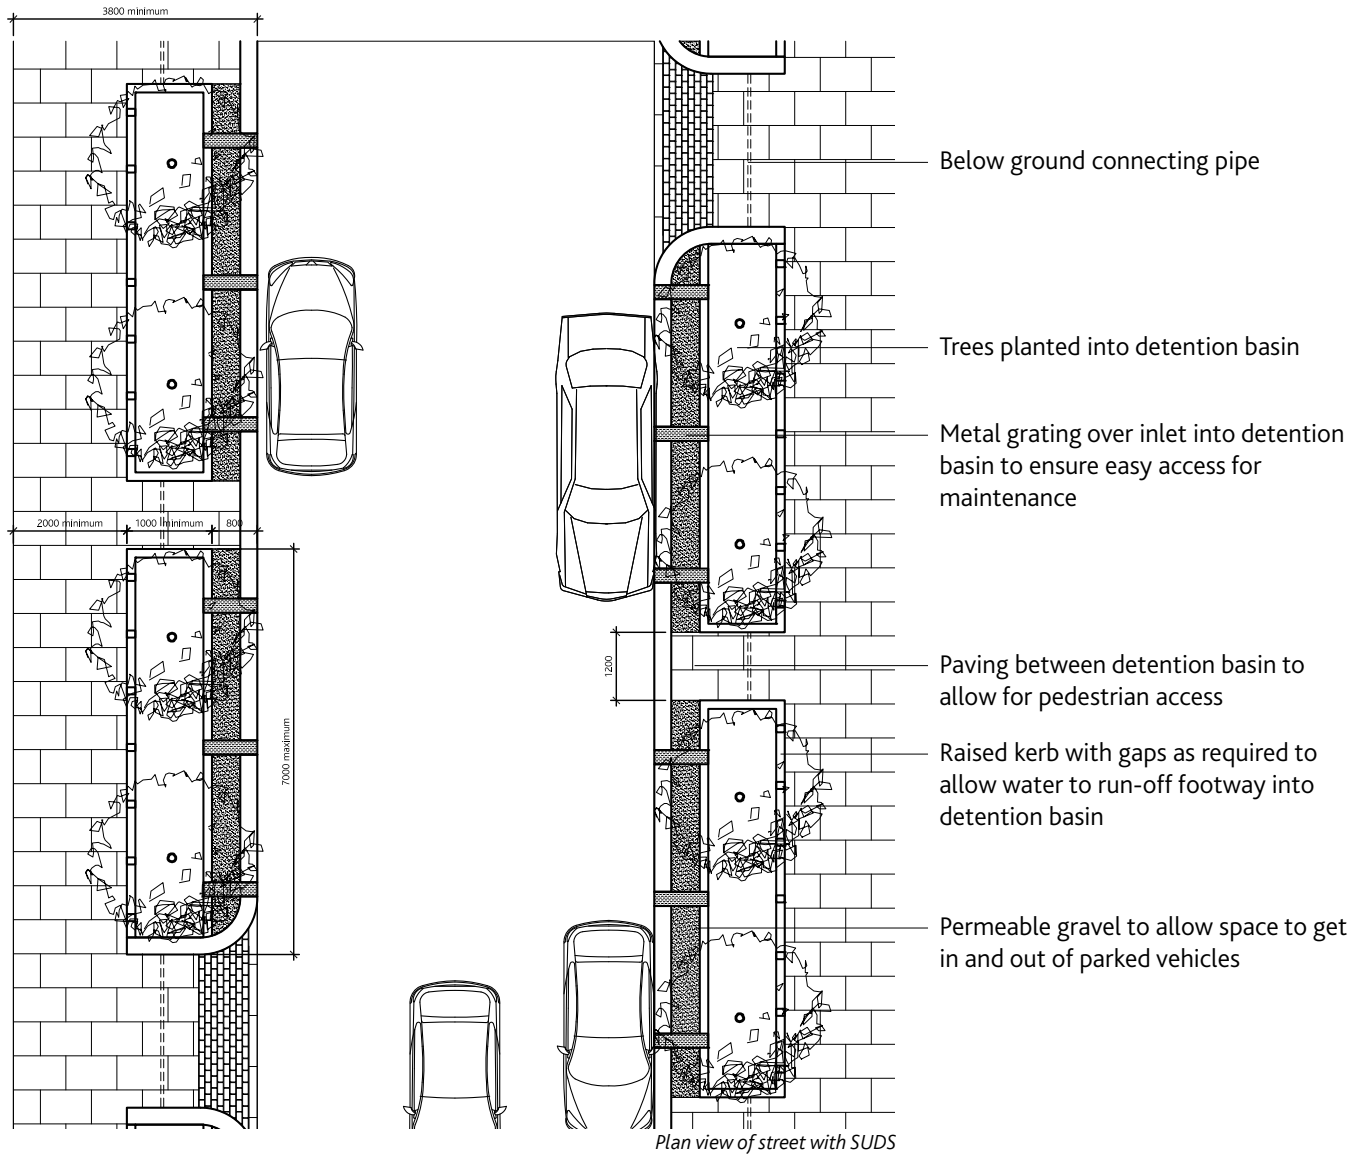 3800 minimum
Below ground connecting pipe
Trees planted into detention basin
Metal grating over inlet into detention
basin to ensure easy access for
maintenance
2000 minimum
1000 minimum
800
1200
Paving between detention basin to
allow for pedestrian access
7000 maximum
Raised kerb with gaps as required to
allow water to run-off footway into
detention basin
Permeable gravel to allow space to get
in and out of parked vehicles
Plan view of street with SUDS